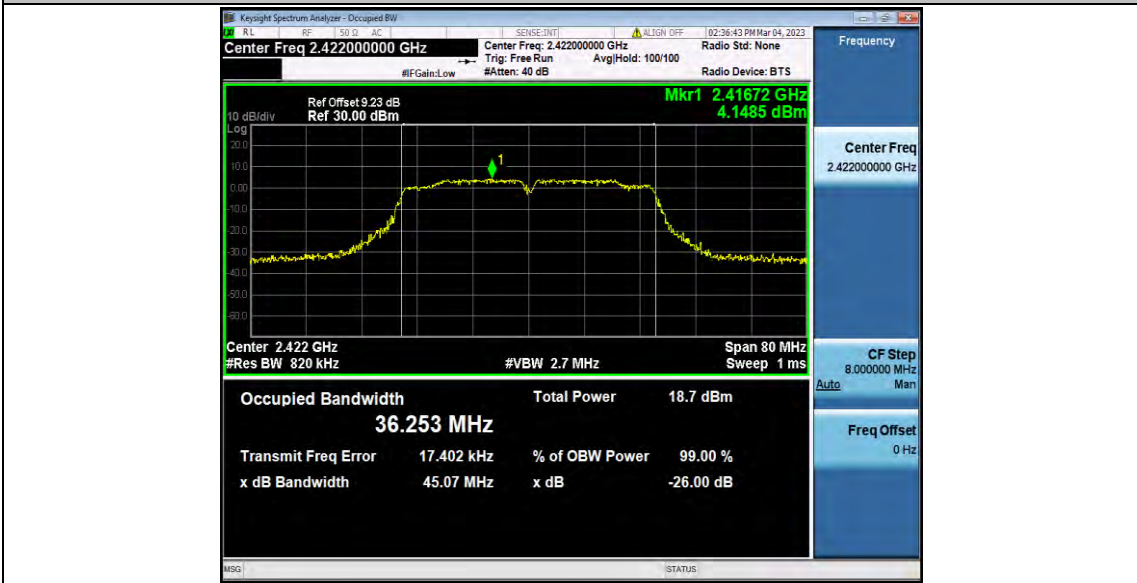 Keysight Spectrum Analyzer - Occupied BW
RL RF 50 Ω AC SENSE:INT ALIGN OFF 02:36:43 PM Mar 04, 2023
Center Freq 2.422000000 GHz
Center Freq: 2.422000000 GHz
Radio Std: None
Trig: Free Run Avg|Hold: 100/100
#IFGain:Low #Atten: 40 dB Radio Device: BTS
Frequency
Mkr1 2.41672 GHz
4.1485 dBm
Ref Offset 9.23 dB
10 dB/div Ref 30.00 dBm
Log
20.0
10.0
0.00
-10.0
-20.0
-30.0
-40.0
-50.0
-60.0
1
Center 2.422 GHz Span 80 MHz
#Res BW 820 kHz #VBW 2.7 MHz Sweep 1 ms
Occupied Bandwidth Total Power 18.7 dBm
36.253 MHz
Transmit Freq Error 17.402 kHz % of OBW Power 99.00 %
x dB Bandwidth 45.07 MHz x dB -26.00 dB
Center Freq
2.422000000 GHz
CF Step
8.000000 MHz
Auto Man
Freq Offset
0 Hz
MSG STATUS